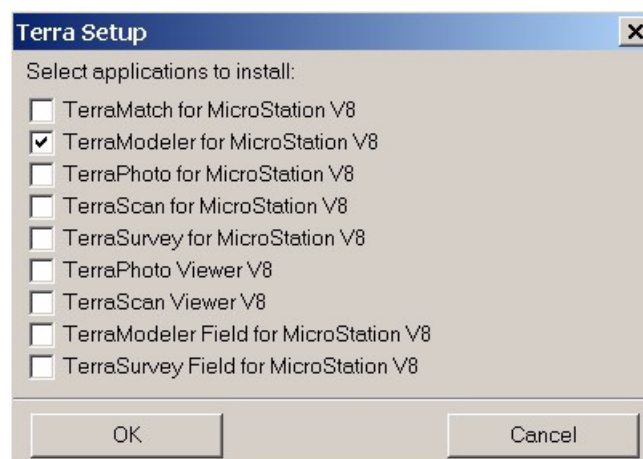 Terra Setup
Select applications to install:
TerraMatch for MicroStation V8
TerraModeler for MicroStation V8
TerraPhoto for MicroStation V8
TerraScan for MicroStation V8
TerraSurvey for MicroStation V8
TerraPhoto Viewer V8
TerraScan Viewer V8
TerraModeler Field for MicroStation V8
TerraSurvey Field for MicroStation V8
OK Cancel